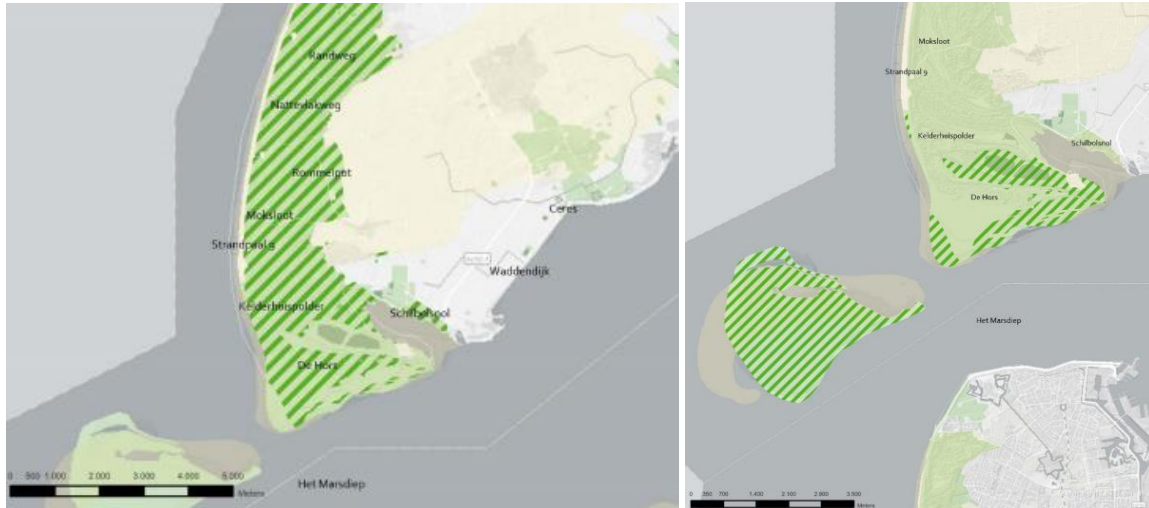 Randweg
Nattevlakweg
Rommelpot
Moksloot
Strandpaal 9
Ceres
Waddendijk
Kelderhuispolder
Schilbolsnol
De Hors
0 500 1.000 2.000 3.000 4.000 5.000
Meters
Het Marsdiep
Moksloot
Strandpaal 9
Kelderhuispolder
Schilbolsnol
De Hors
Het Marsdiep
0 350 700 1.400 2.100 2.800 3.500
Meters